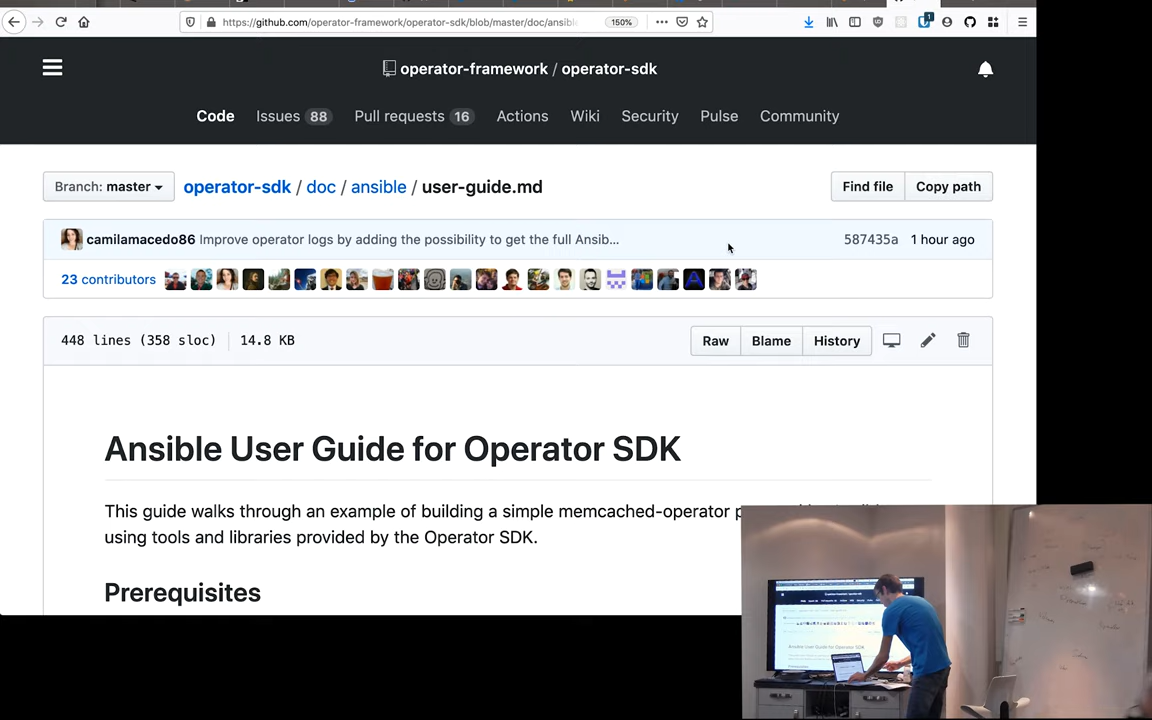 https://github.com/operator-framework/operator-sdk/blob/master/doc/ansible
150%
1
operator-framework / operator-sdk
Code Issues 88 Pull requests 16 Actions Wiki Security Pulse Community
Branch: master operator-sdk / doc / ansible / user-guide.md Find file Copy path
camilamacedo86 Improve operator logs by adding the possibility to get the full Ansib... 587435a 1 hour ago
23 contributors
448 lines (358 sloc) 14.8 KB Raw Blame History
Ansible User Guide for Operator SDK
This guide walks through an example of building a simple memcached-operator
using tools and libraries provided by the Operator SDK.
Prerequisites